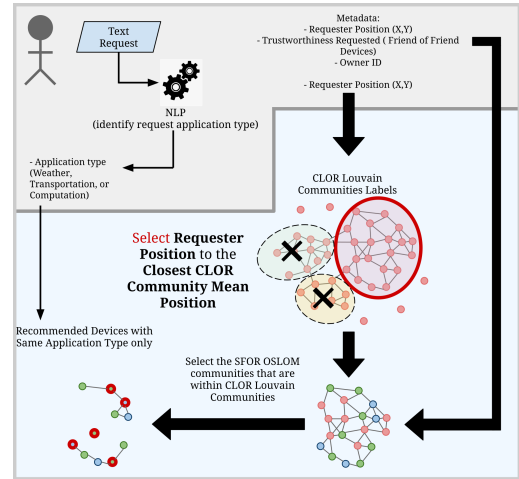 Text
Request
Metadata:
- Requester Position (X,Y)
- Trustworthiness Requested ( Friend of Friend
Devices)
- Owner ID
- Requester Position (X,Y)
NLP
(identify request application type)
- Application type
(Weather,
Transportation, or
Computation)
CLOR Louvain
Communities Labels
Select Requester
Position to the
Closest CLOR
Community Mean
Position
Recommended Devices with
Same Application Type only
Select the SFOR OSLOM
communities that are
within CLOR Louvain
Communities